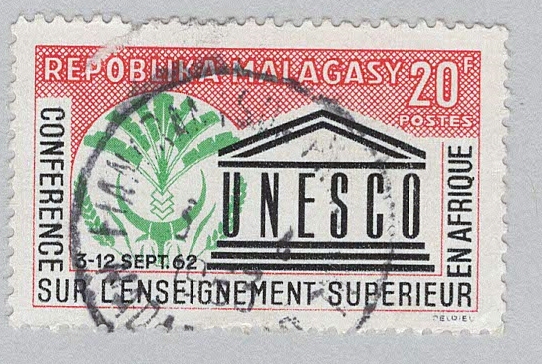 REPOBLIKA MALAGASY 20F
POSTES
UNESCO
3-12 SEPT. 62
CONFERENCE
SUR L'ENSEIGNEMENT SUPERIEUR
EN AFRIQUE